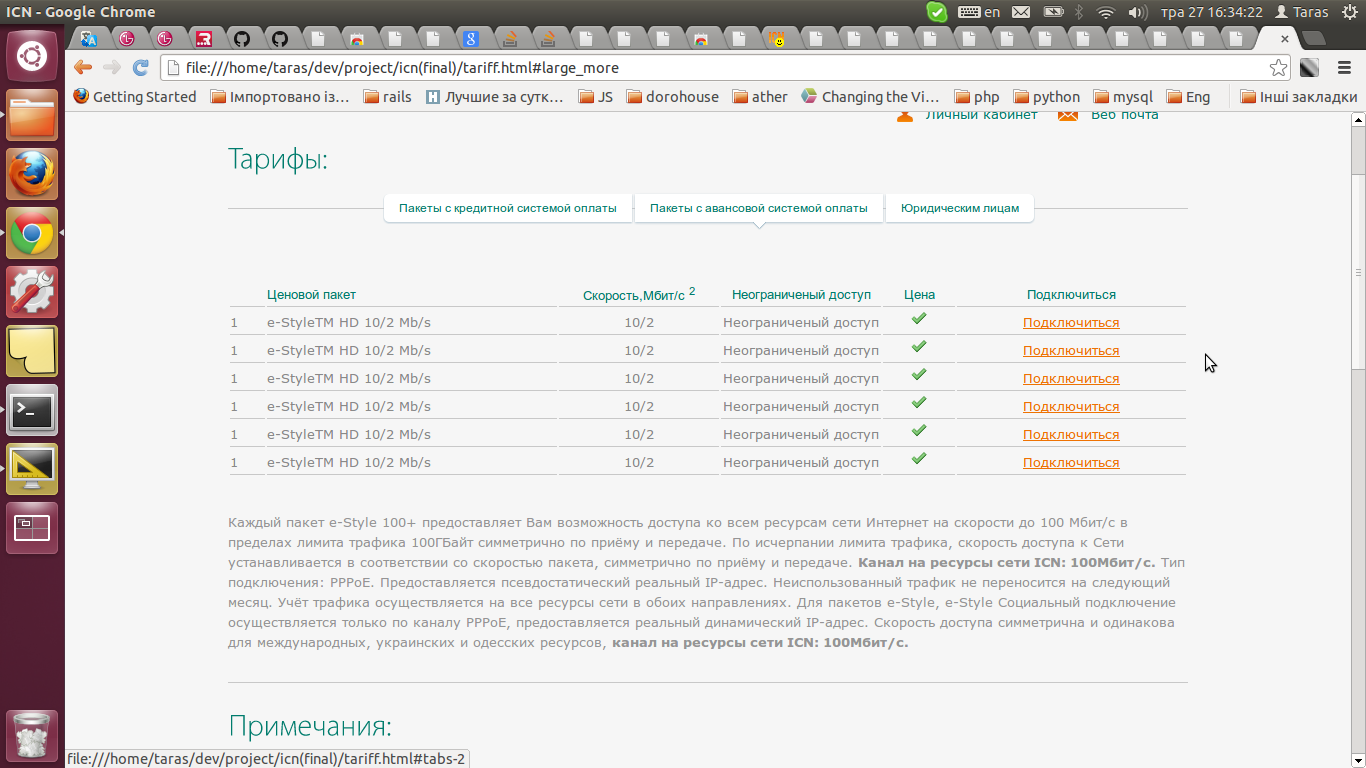 ICN - Google Chrome
en
тра 27 16:34:22
Taras
file:///home/taras/dev/project/icn(final)/tariff.html#large_more
Getting Started
Імпортовано із...
rails
Лучшие за сутк...
JS
dorohouse
ather
Changing the Vi...
php
python
mysql
Eng
Інші закладки
Личный кабинет
Веб почта
Тарифы:
Пакеты с кредитной системой оплаты
Пакеты с авансовой системой оплаты
Юридическим лицам
Ценовой пакет Скорость,Мбит/с 2 Неограниченый доступ Цена Подключиться
1 e-StyleTM HD 10/2 Mb/s 10/2 Неограниченый доступ Подключиться
1 e-StyleTM HD 10/2 Mb/s 10/2 Неограниченый доступ Подключиться
1 e-StyleTM HD 10/2 Mb/s 10/2 Неограниченый доступ Подключиться
1 e-StyleTM HD 10/2 Mb/s 10/2 Неограниченый доступ Подключиться
1 e-StyleTM HD 10/2 Mb/s 10/2 Неограниченый доступ Подключиться
1 e-StyleTM HD 10/2 Mb/s 10/2 Неограниченый доступ Подключиться
Каждый пакет e-Style 100+ предоставляет Вам возможность доступа ко всем ресурсам сети Интернет на скорости до 100 Мбит/с в
пределах лимита трафика 100ГБайт симметрично по приёму и передаче. По исчерпании лимита трафика, скорость доступа к Сети
устанавливается в соответствии со скоростью пакета, симметрично по приёму и передаче. Канал на ресурсы сети ICN: 100Мбит/с. Тип
подключения: PPPoE. Предоставляется псевдостатический реальный IP-адрес. Неиспользованный трафик не переносится на следующий
месяц. Учёт трафика осуществляется на все ресурсы сети в обоих направлениях. Для пакетов e-Style, e-Style Социальный подключение
осуществляется только по каналу PPPoE, предоставляется реальный динамический IP-адрес. Скорость доступа симметрична и одинакова
для международных, украинских и одесских ресурсов, канал на ресурсы сети ICN: 100Мбит/с.
Примечания:
file:///home/taras/dev/project/icn(final)/tariff.html#tabs-2